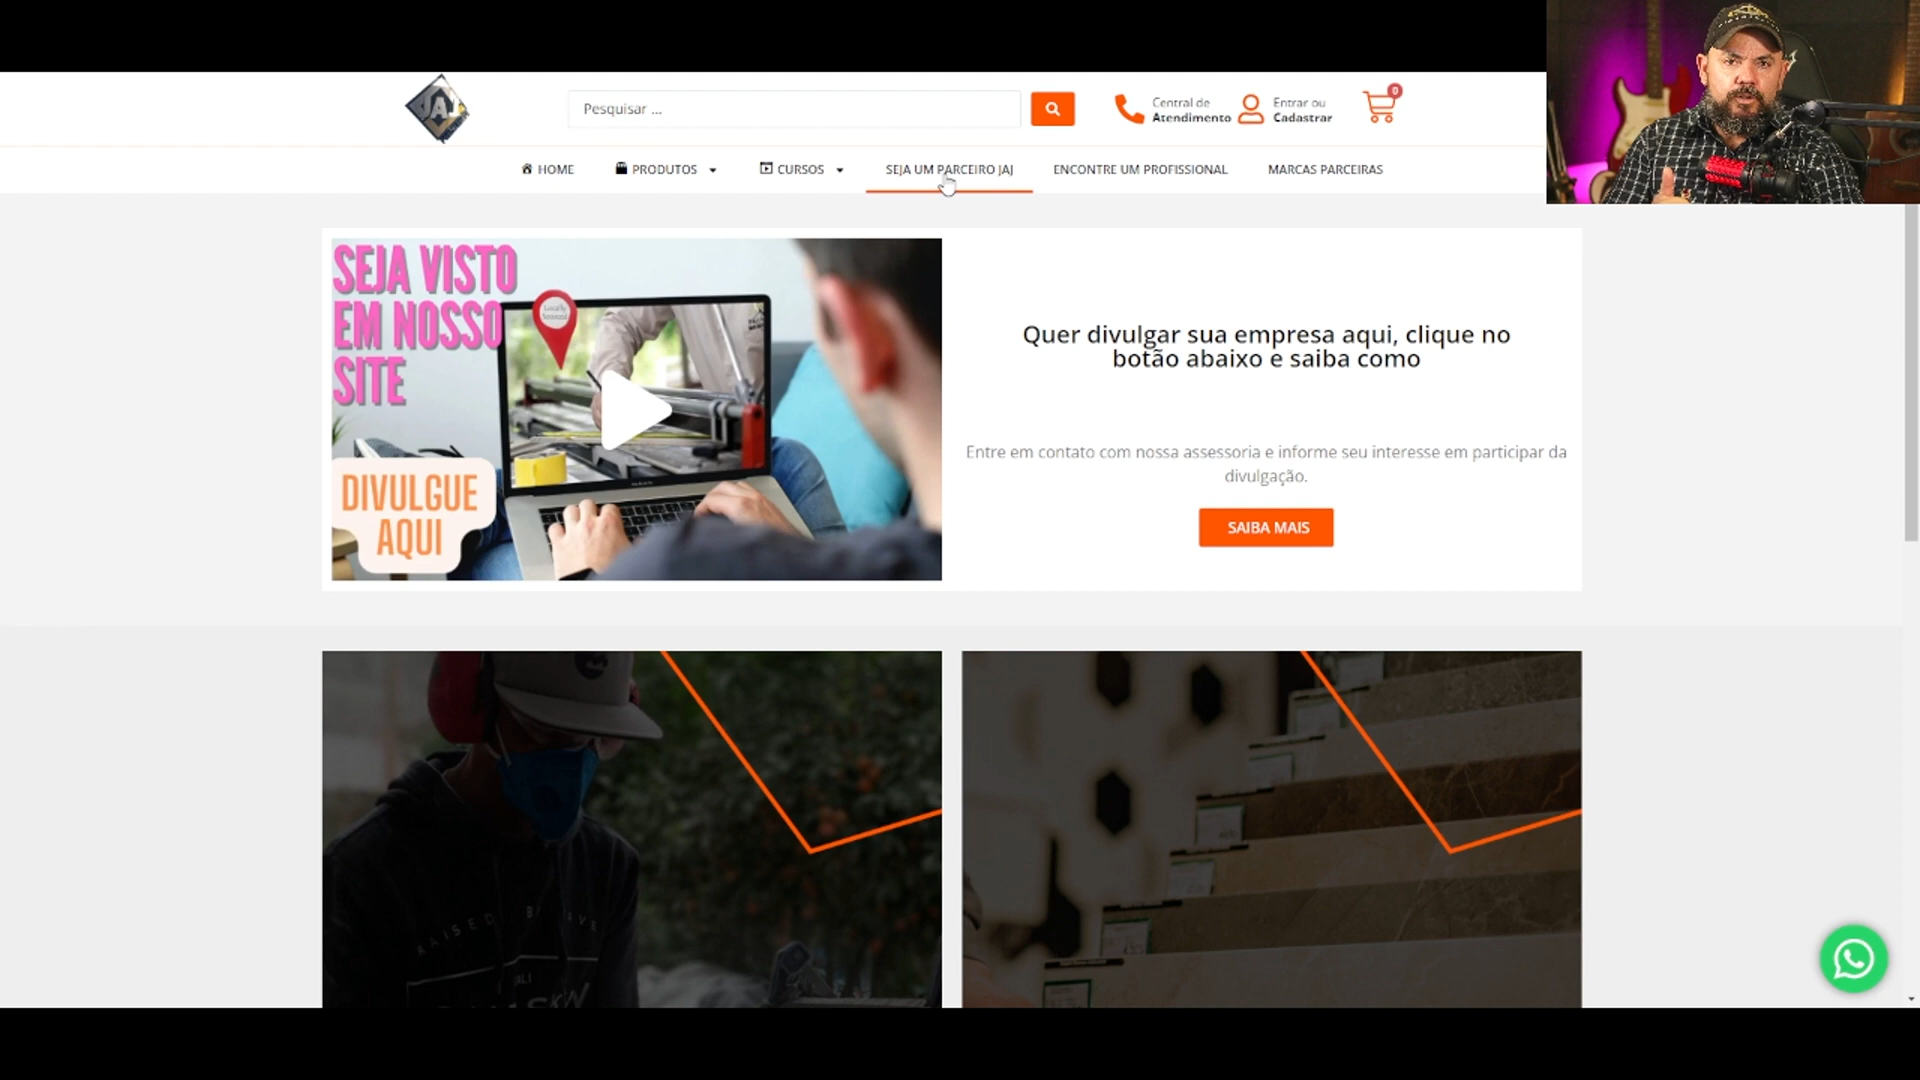 JAJ
Pesquisar ...
Central de
Atendimento
Entrar ou
Cadastrar
0
HOME
PRODUTOS
CURSOS
SEJA UM PARCEIRO JAJ
ENCONTRE UM PROFISSIONAL
MARCAS PARCEIRAS
SEJA VISTO
EM NOSSO
SITE
DIVULGUE
AQUI
Quer divulgar sua empresa aqui, clique no
botão abaixo e saiba como
Entre em contato com nossa assessoria e informe seu interesse em participar da
divulgação.
SAIBA MAIS